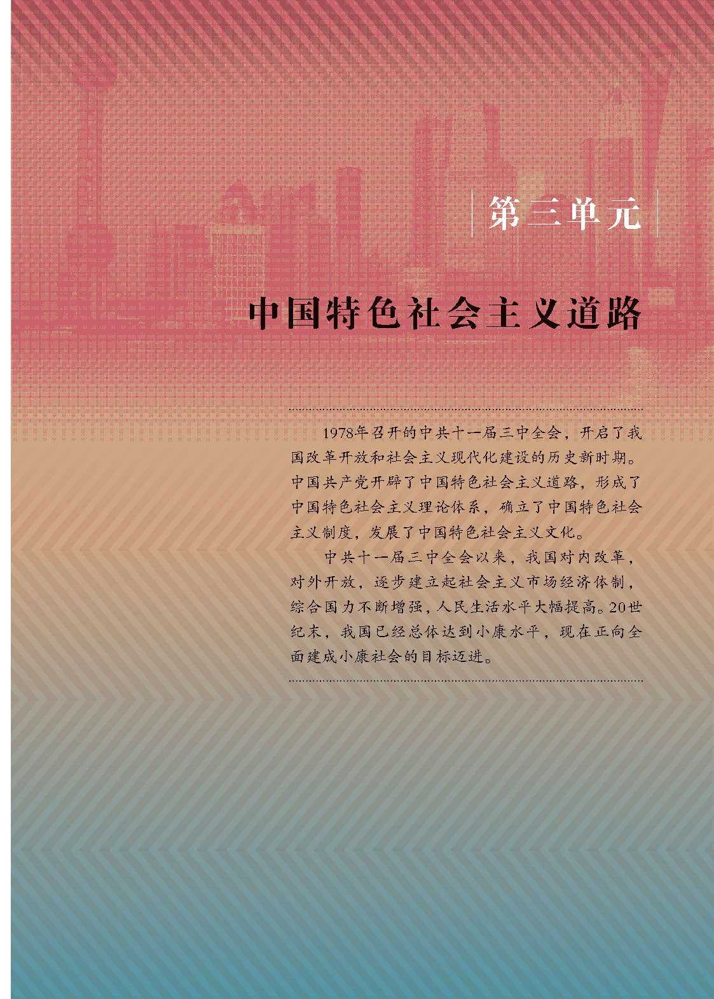 第三单元
中国特色社会主义道路
1978年召开的中共十一届三中全会，开启了我
国改革开放和社会主义现代化建设的历史新时期。
中国共产党开辟了中国特色社会主义道路，形成了
中国特色社会主义理论体系，确立了中国特色社会
主义制度，发展了中国特色社会主义文化。
中共十一届三中全会以来，我国对内改革，
对外开放，逐步建立起社会主义市场经济体制，
综合国力不断增强，人民生活水平大幅提高。20世
纪末，我国已经总体达到小康水平，现在正向全
面建成小康社会的目标迈进。